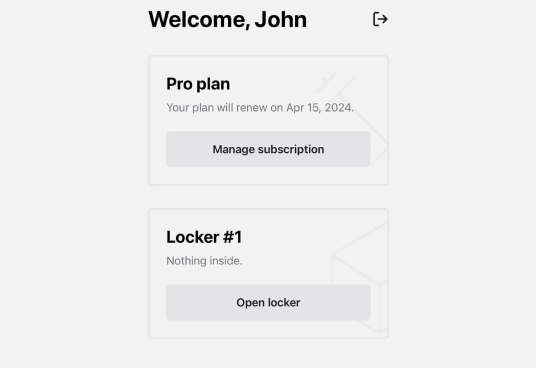 Welcome, John
Pro plan
Your plan will renew on Apr 15, 2024.
Manage subscription
Locker #1
Nothing inside.
Open locker